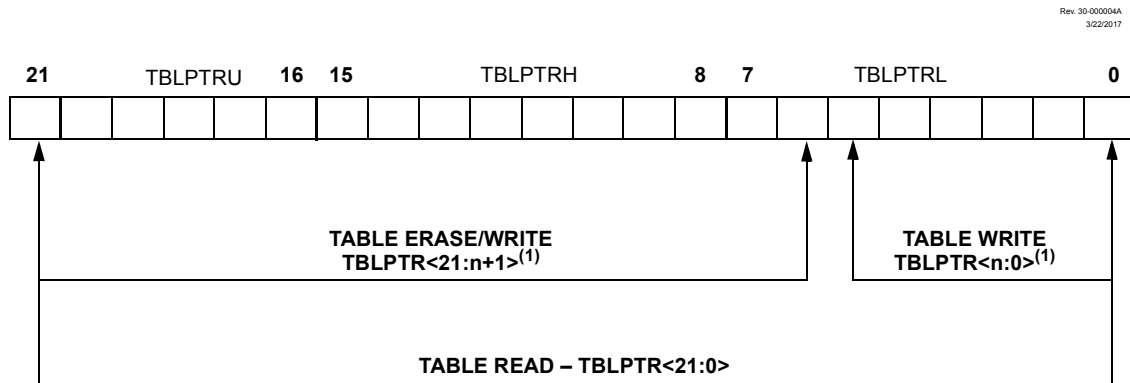 Rev. 30-000004A
3/22/2017
21 TBLPTRU 16 15 TBLPTRH 8 7 TBLPTRL 0
TABLE ERASE/WRITE
TBLPTR<21:n+1>(1)
TABLE WRITE
TBLPTR<n:0>(1)
TABLE READ – TBLPTR<21:0>